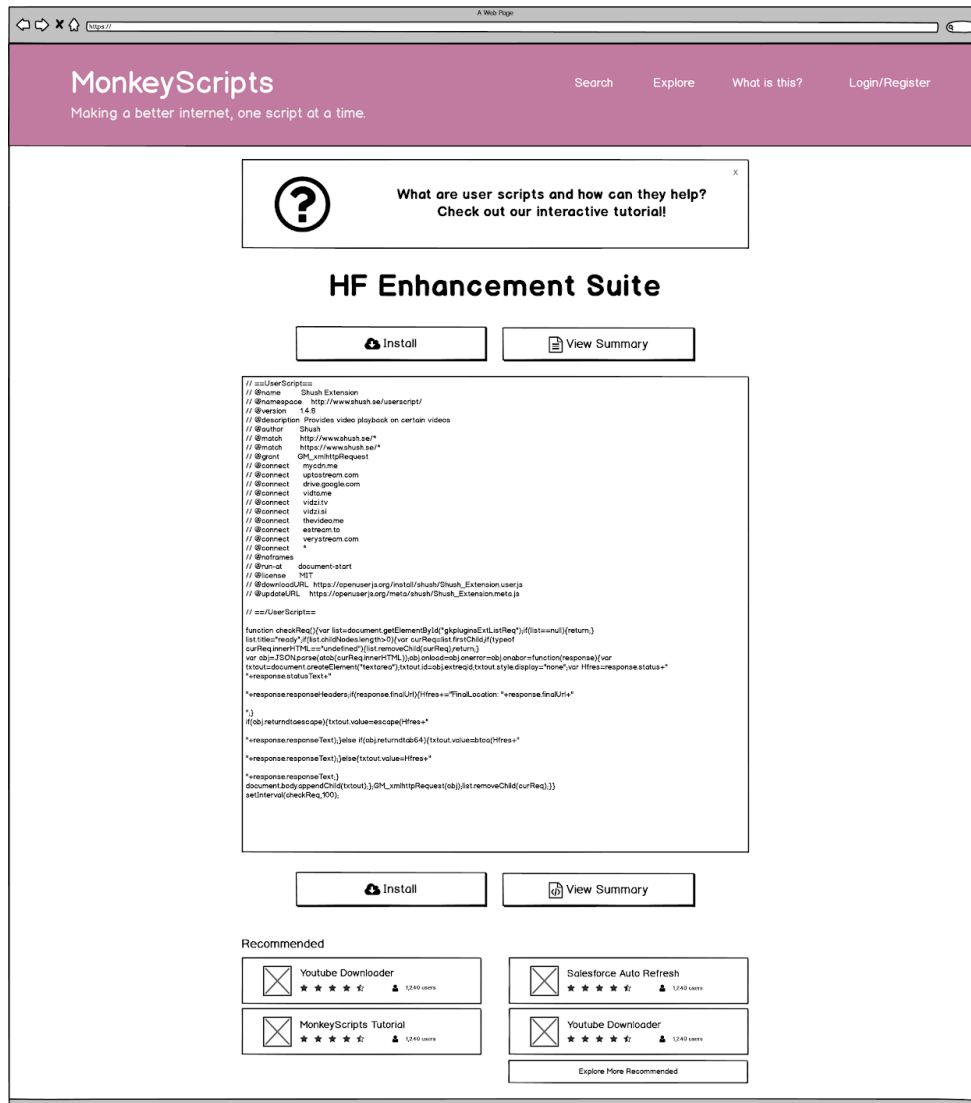 A Web Page
https://
MonkeyScripts
Making a better internet, one script at a time.
Search
Explore
What is this?
Login/Register
X
What are user scripts and how can they help?
Check out our interactive tutorial!
HF Enhancement Suite
Install
View Summary
// ==UserScript==
// @name Shush Extension
// @namespace http://www.shush.se/userscript/
// @version 1.4.8
// @description Provides video playback on certain videos
// @author Shush
// @match http://www.shush.se/*
// @match https://www.shush.se/*
// @grant GM_xmlhttpRequest
// @connect mycdn.me
// @connect uptostream.com
// @connect drive.google.com
// @connect vidto.me
// @connect vidzi.tv
// @connect vidzi.si
// @connect thevideo.me
// @connect estream.to
// @connect verystream.com
// @connect *
// @noframes
// @run-at document-start
// @license MIT
// @downloadURL https://openuserjs.org/install/shush/Shush_Extension.user.js
// @updateURL https://openuserjs.org/meta/shush/Shush_Extension.meta.js
// ==/UserScript==
function checkReq(){var list=document.getElementById("gkpluginsExtListReq");if(list==null){return;}
list.title="ready";if(list.childNodes.length>0){var curReq=list.firstChild;if(typeof
curReq.innerHTML=="undefined"){list.removeChild(curReq);return;}
var obj=JSON.parse(atob(curReq.innerHTML));obj.onload=obj.onerror=obj.onabor=function(response){var
txtout=document.createElement("textarea");txtout.id=obj.extreqid;txtout.style.display="none";var Hfres=response.status+"
"+response.statusText+"
"+response.responseHeaders;if(response.finalUrl){Hfres+="FinalLocation: "+response.finalUrl+"
";}
if(obj.returndtaescape){txtout.value=escape(Hfres+"
"+response.responseText);}else if(obj.returndtab64){txtout.value=btoa(Hfres+"
"+response.responseText);}else{txtout.value=Hfres+"
"+response.responseText;}
document.body.appendChild(txtout);};GM_xmlhttpRequest(obj);list.removeChild(curReq);}}
setInterval(checkReq,100);
Install
View Summary
Recommended
Youtube Downloader
1,240 users
Salesforce Auto Refresh
1,240 users
MonkeyScripts Tutorial
1,240 users
Youtube Downloader
1,240 users
Explore More Recommended